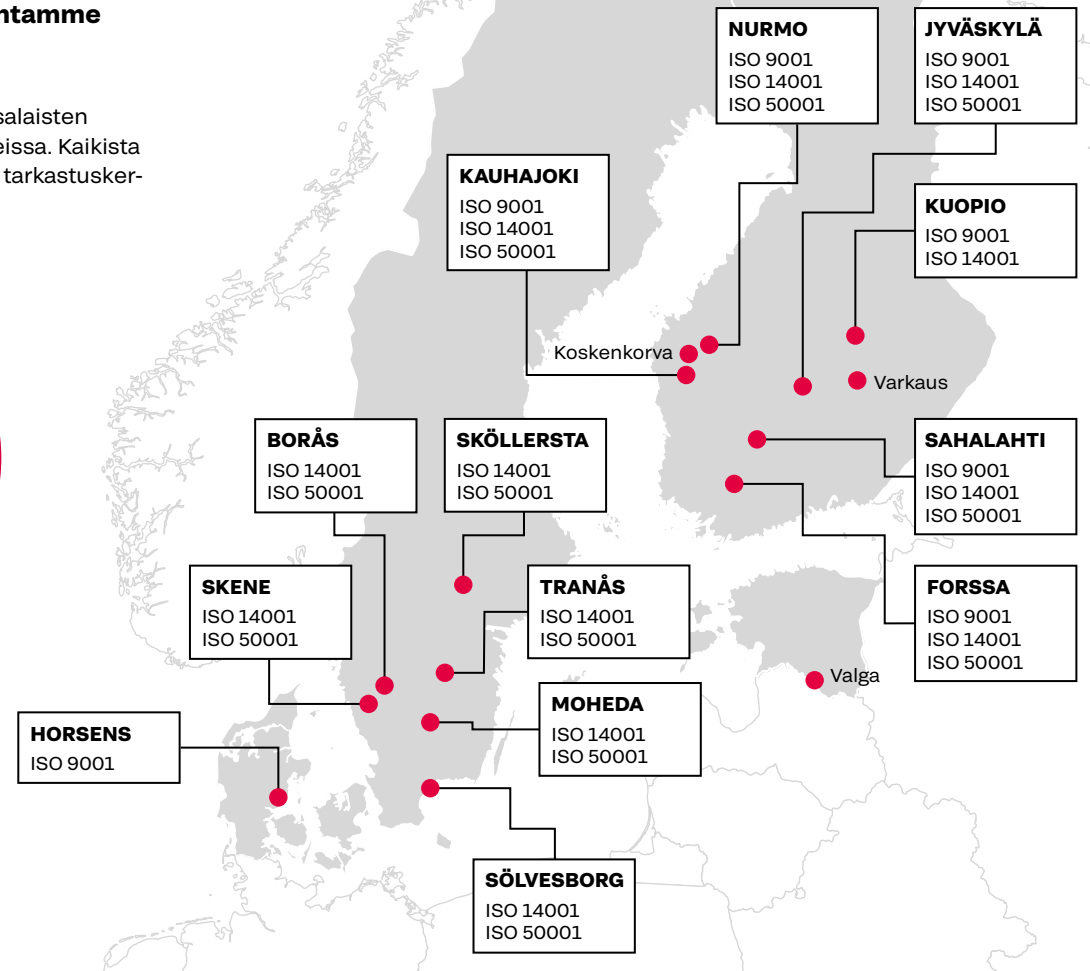 ntamme
salaisten
eissa. Kaikista
tarkastusker-
NURMO
ISO 9001
ISO 14001
ISO 50001
JYVÄSKYLÄ
ISO 9001
ISO 14001
ISO 50001
KAUHAJOKI
ISO 9001
ISO 14001
ISO 50001
KUOPIO
ISO 9001
ISO 14001
Koskenkorva
Varkaus
BORÅS
ISO 14001
ISO 50001
SKÖLLERSTA
ISO 14001
ISO 50001
SAHALAHTI
ISO 9001
ISO 14001
ISO 50001
SKENE
ISO 14001
ISO 50001
TRANÅS
ISO 14001
ISO 50001
FORSSA
ISO 9001
ISO 14001
ISO 50001
Valga
MOHEDA
ISO 14001
ISO 50001
HORSENS
ISO 9001
SÖLVESBORG
ISO 14001
ISO 50001